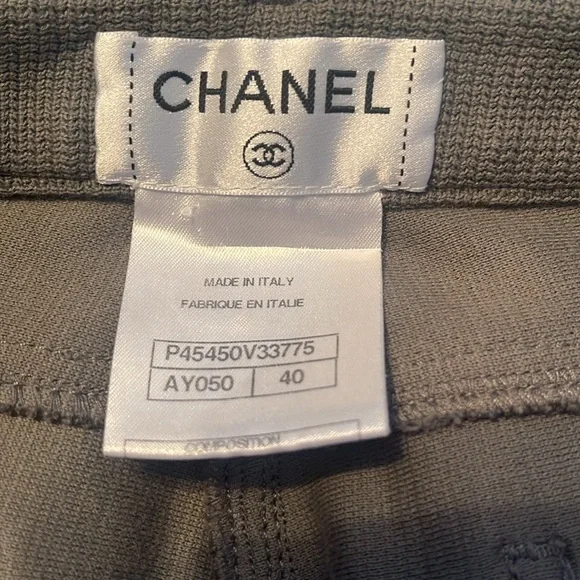 CHANEL
MADE IN ITALY
FABRIQUE EN ITALIE
P45450V33775
AY050 40
COMPOSITION